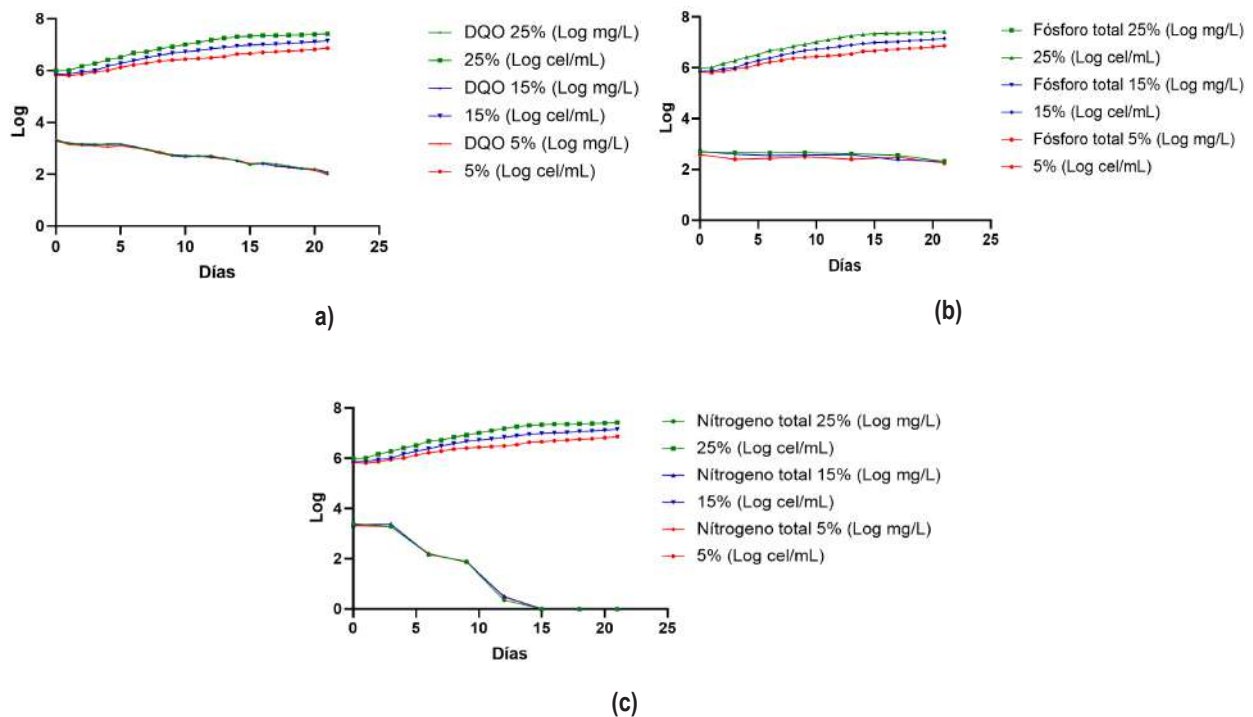 8
6
4
2
0
Log
0
5
10
15
20
25
Días
DQO 25% (Log mg/L)
25% (Log cel/mL)
DQO 15% (Log mg/L)
15% (Log cel/mL)
DQO 5% (Log mg/L)
5% (Log cel/mL)
a)
8
6
4
2
0
Log
0
5
10
15
20
25
Días
Fósforo total 25% (Log mg/L)
25% (Log cel/mL)
Fósforo total 15% (Log mg/L)
15% (Log cel/mL)
Fósforo total 5% (Log mg/L)
5% (Log cel/mL)
(b)
8
6
4
2
0
Log
0
5
10
15
20
25
Días
Nítrogeno total 25% (Log mg/L)
25% (Log cel/mL)
Nítrogeno total 15% (Log mg/L)
15% (Log cel/mL)
Nítrogeno total 5% (Log mg/L)
5% (Log cel/mL)
(c)